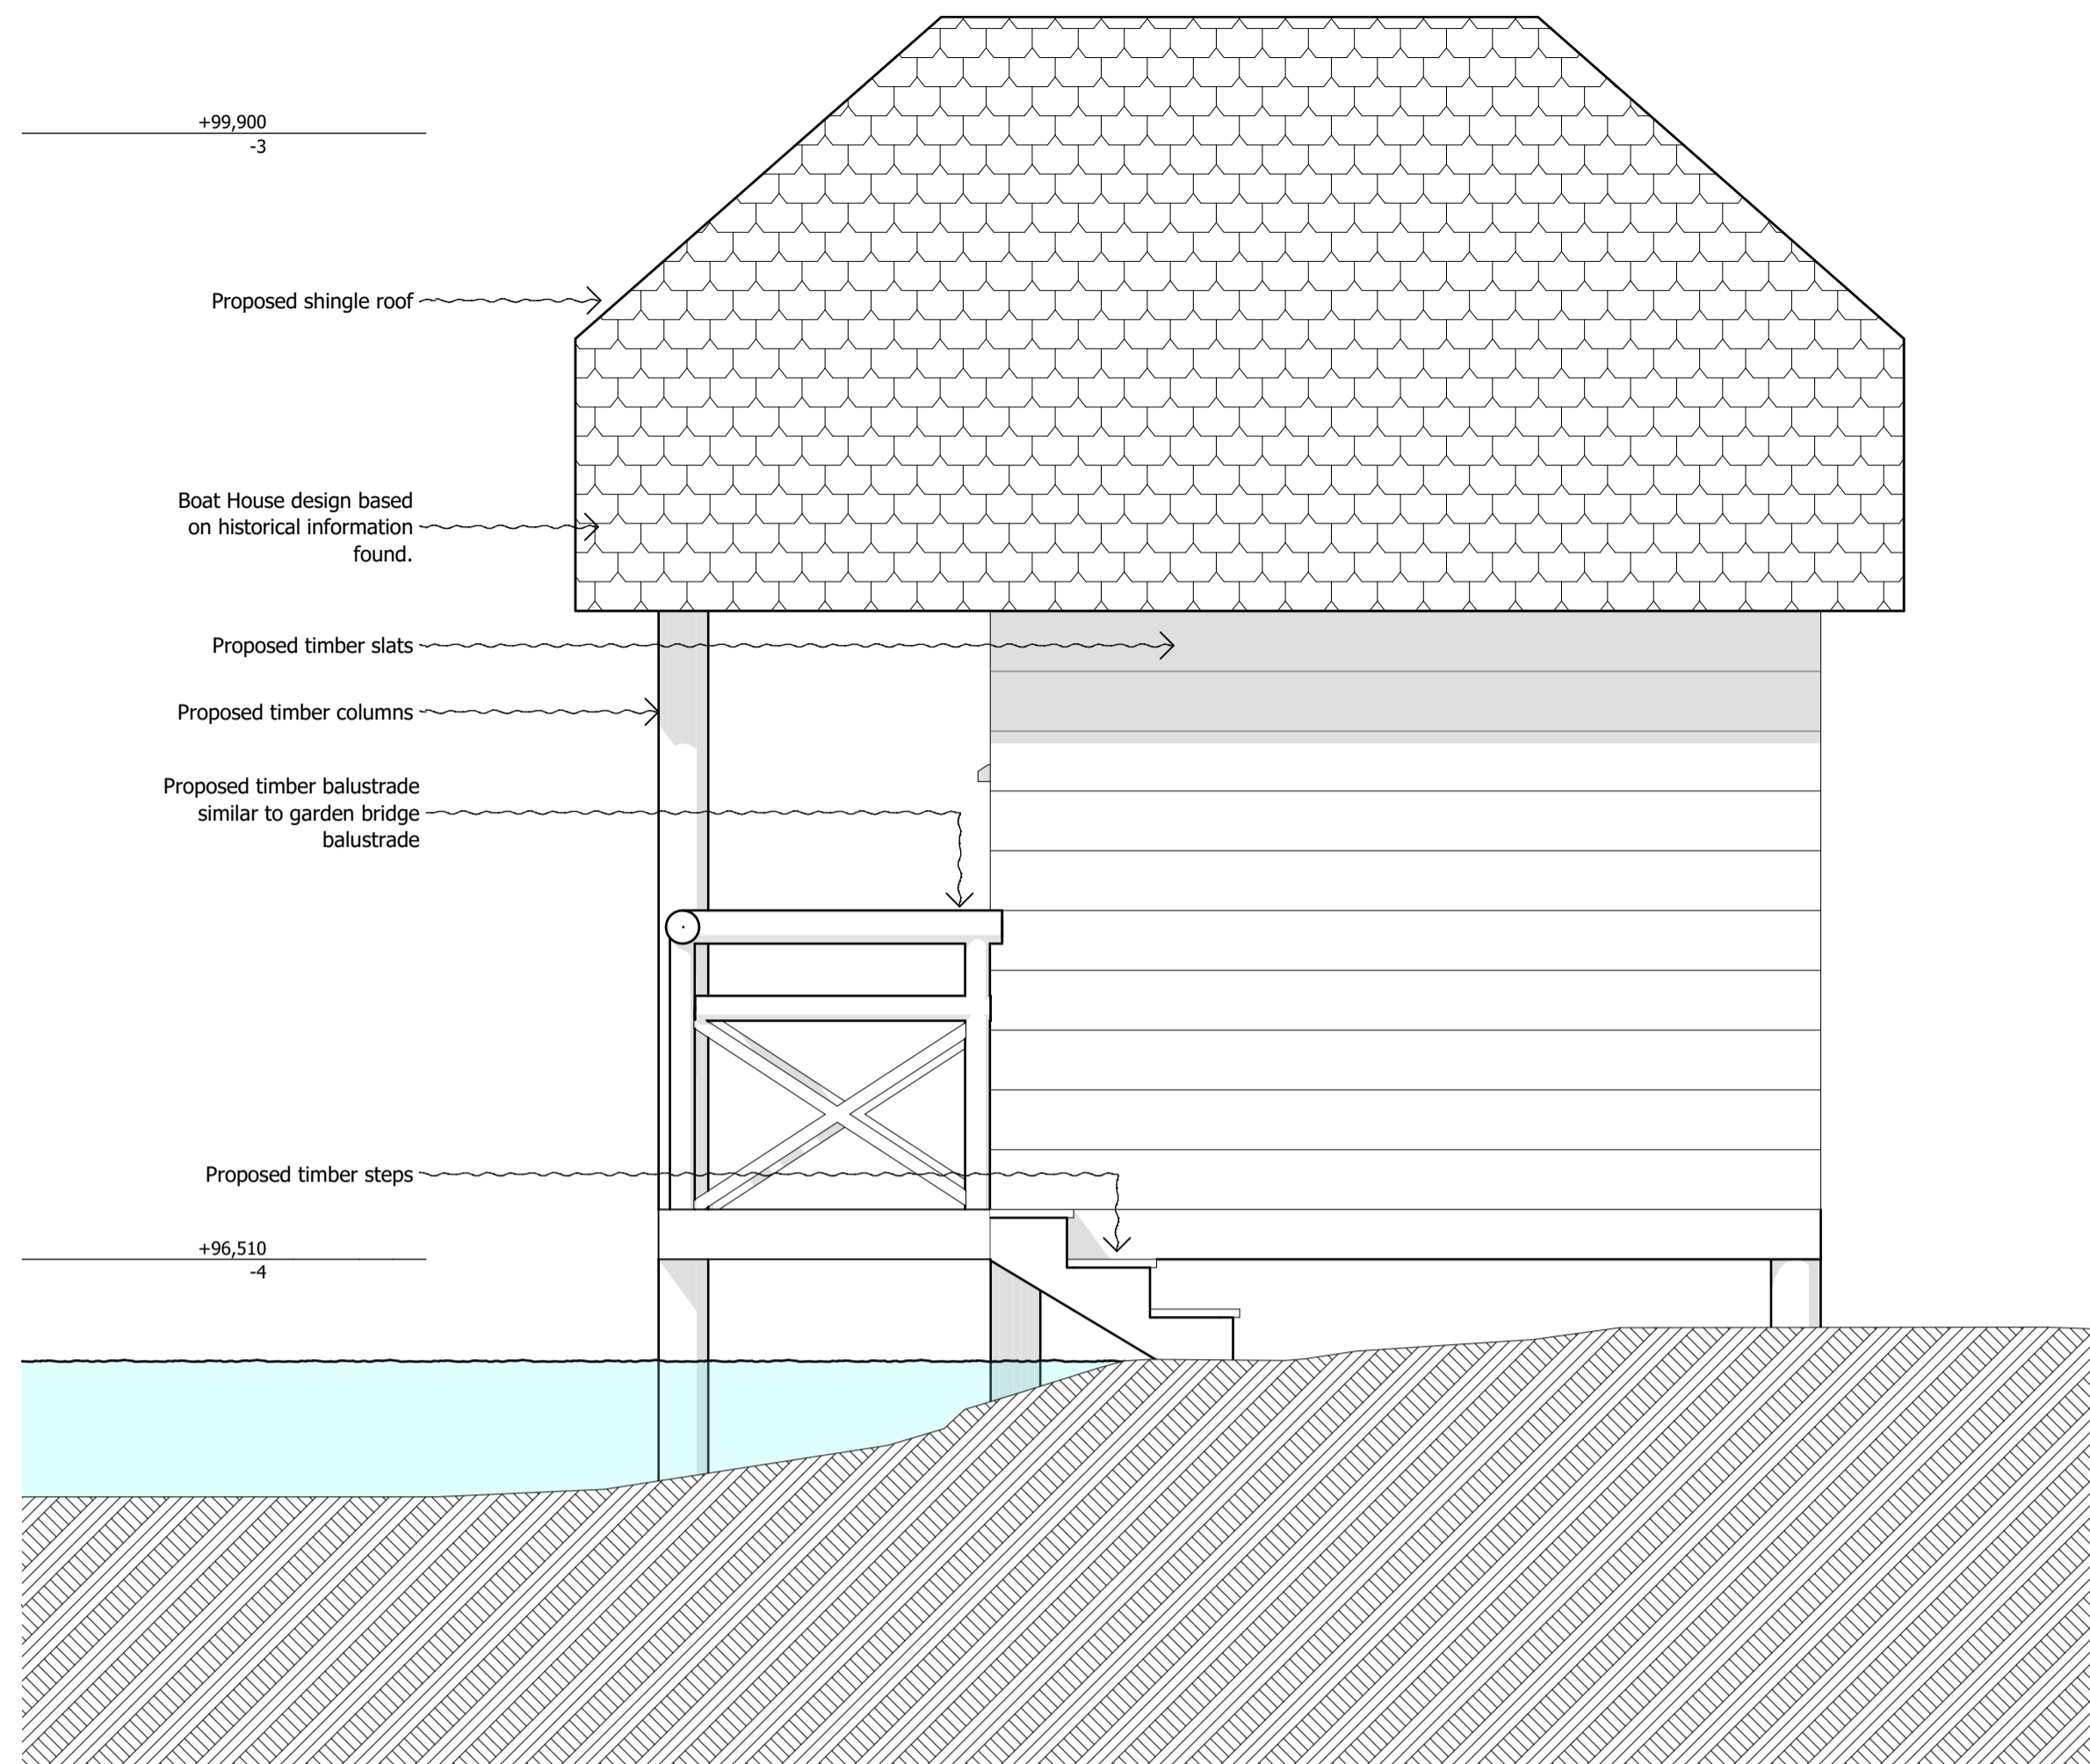 +99,900
-3
Proposed shingle roof
Boat House design based
on historical information
found.
Proposed timber slats
Proposed timber columns
Proposed timber balustrade
similar to garden bridge
balustrade
Proposed timber steps
+96,510
-4